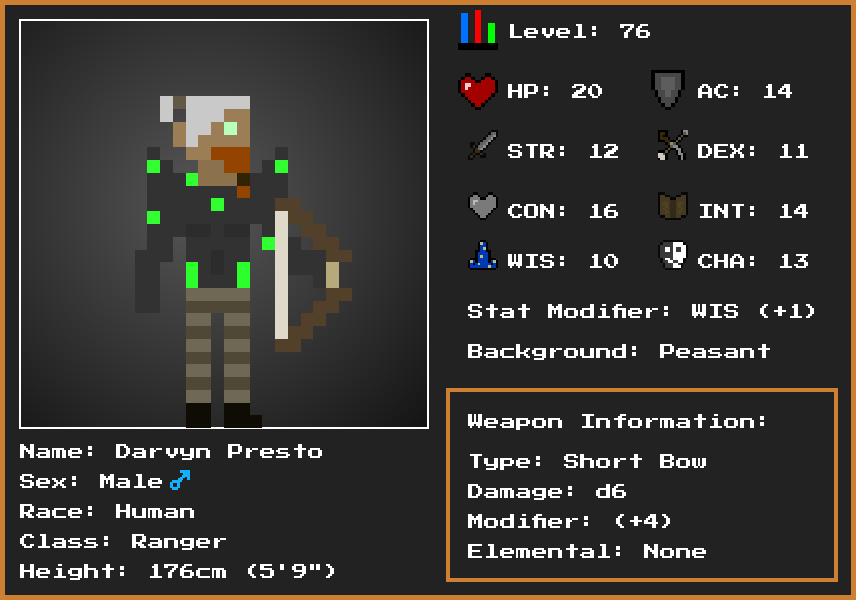 Level: 76
HP: 20
AC: 14
STR: 12
DEX: 11
CON: 16
INT: 14
WIS: 10
CHA: 13
Stat Modifier: WIS (+1)
Background: Peasant
Weapon Information:
Type: Short Bow
Damage: d6
Modifier: (+4)
Elemental: None
Name: Darvyn Presto
Sex: Male♂
Race: Human
Class: Ranger
Height: 176cm (5'9")